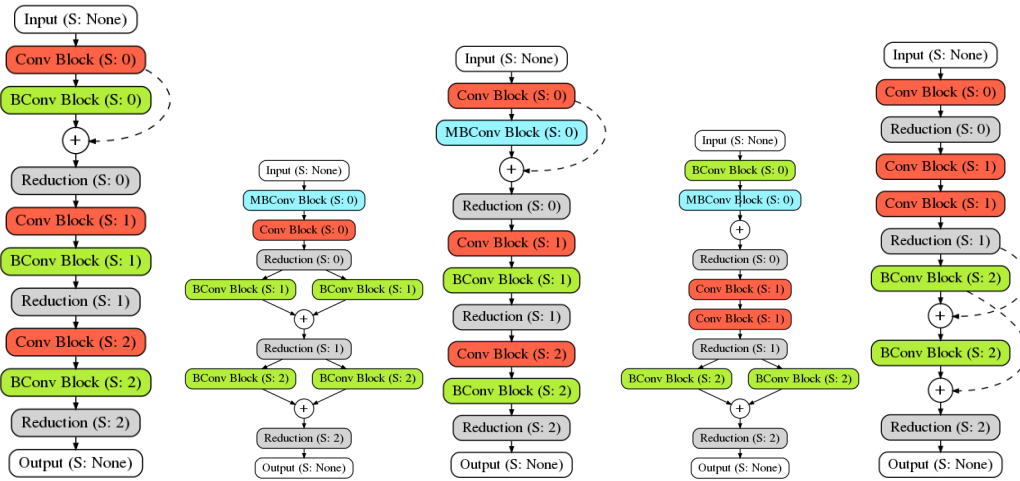 Input (S: None)
Conv Block (S: 0)
BConv Block (S: 0)
+
Reduction (S: 0)
Conv Block (S: 1)
BConv Block (S: 1)
Reduction (S: 1)
Conv Block (S: 2)
BConv Block (S: 2)
Reduction (S: 2)
Output (S: None)
Input (S: None)
MBConv Block (S: 0)
Conv Block (S: 0)
Reduction (S: 0)
BConv Block (S: 1) BConv Block (S: 1)
+
Reduction (S: 1)
BConv Block (S: 2) BConv Block (S: 2)
+
Reduction (S: 2)
Output (S: None)
Input (S: None)
Conv Block (S: 0)
MBConv Block (S: 0)
+
Reduction (S: 0)
Conv Block (S: 1)
BConv Block (S: 1)
Reduction (S: 1)
Conv Block (S: 2)
BConv Block (S: 2)
Reduction (S: 2)
Output (S: None)
Input (S: None)
BConv Block (S: 0)
MBConv Block (S: 0)
+
Reduction (S: 0)
Conv Block (S: 1)
Conv Block (S: 1)
Reduction (S: 1)
BConv Block (S: 2) BConv Block (S: 2)
+
Reduction (S: 2)
Output (S: None)
Input (S: None)
Conv Block (S: 0)
Reduction (S: 0)
Conv Block (S: 1)
Conv Block (S: 1)
Reduction (S: 1)
BConv Block (S: 2)
+
BConv Block (S: 2)
+
Reduction (S: 2)
Output (S: None)